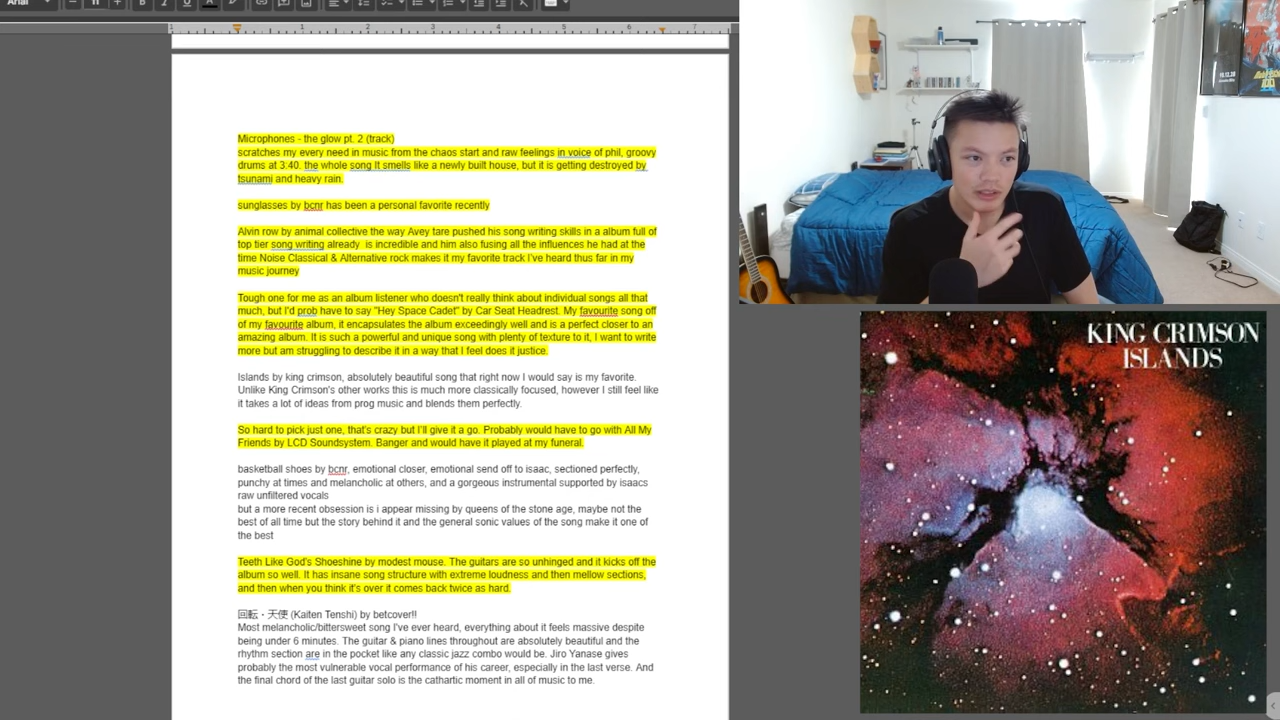 Arial
11
1
1
2
3
4
5
6
7
Microphones - the glow pt. 2 (track)
scratches my every need in music from the chaos start and raw feelings in voice of phil, groovy
drums at 3:40. the whole song It smells like a newly built house, but it is getting destroyed by
tsunami and heavy rain.
sunglasses by bcnr has been a personal favorite recently
Alvin row by animal collective the way Avey tare pushed his song writing skills in a album full of
top tier song writing already  is incredible and him also fusing all the influences he had at the
time Noise Classical & Alternative rock makes it my favorite track I've heard thus far in my
music journey
Tough one for me as an album listener who doesn't really think about individual songs all that
much, but I'd prob have to say "Hey Space Cadet" by Car Seat Headrest. My favourite song off
of my favourite album, it encapsulates the album exceedingly well and is a perfect closer to an
amazing album. It is such a powerful and unique song with plenty of texture to it, I want to write
more but am struggling to describe it in a way that I feel does it justice.
Islands by king crimson, absolutely beautiful song that right now I would say is my favorite.
Unlike King Crimson's other works this is much more classically focused, however I still feel like
it takes a lot of ideas from prog music and blends them perfectly.
So hard to pick just one, that's crazy but I'll give it a go. Probably would have to go with All My
Friends by LCD Soundsystem. Banger and would have it played at my funeral.
basketball shoes by bcnr, emotional closer, emotional send off to isaac, sectioned perfectly,
punchy at times and melancholic at others, and a gorgeous instrumental supported by isaacs
raw unfiltered vocals
but a more recent obsession is i appear missing by queens of the stone age, maybe not the
best of all time but the story behind it and the general sonic values of the song make it one of
the best
Teeth Like God's Shoeshine by modest mouse. The guitars are so unhinged and it kicks off the
album so well. It has insane song structure with extreme loudness and then mellow sections,
and then when you think it's over it comes back twice as hard.
回転・天使 (Kaiten Tenshi) by betcover!!
Most melancholic/bittersweet song I've ever heard, everything about it feels massive despite
being under 6 minutes. The guitar & piano lines throughout are absolutely beautiful and the
rhythm section are in the pocket like any classic jazz combo would be. Jiro Yanase gives
probably the most vulnerable vocal performance of his career, especially in the last verse. And
the final chord of the last guitar solo is the cathartic moment in all of music to me.
KING CRIMSON
ISLANDS